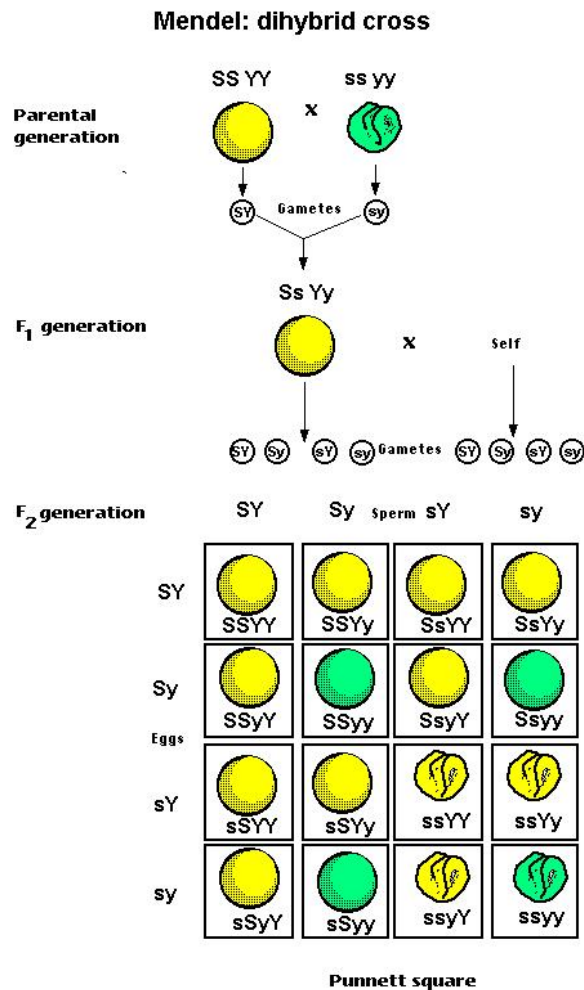 Mendel: dihybrid cross
SS YY
ss yy
Parental generation
x
SY
Gametes
sy
Ss Yy
F1 generation
x
Self
SY Sy sY sy
Gametes
SY Sy sY sy
F2 generation
SY Sy Sperm sY sy
SY
SSYY SSYy SsYY SsYy
Sy
SSyY SSyy SsyY Ssyy
Eggs
sY
sSYY sSYy ssYY ssYy
sy
sSyY sSyy ssyY ssyy
Punnett square